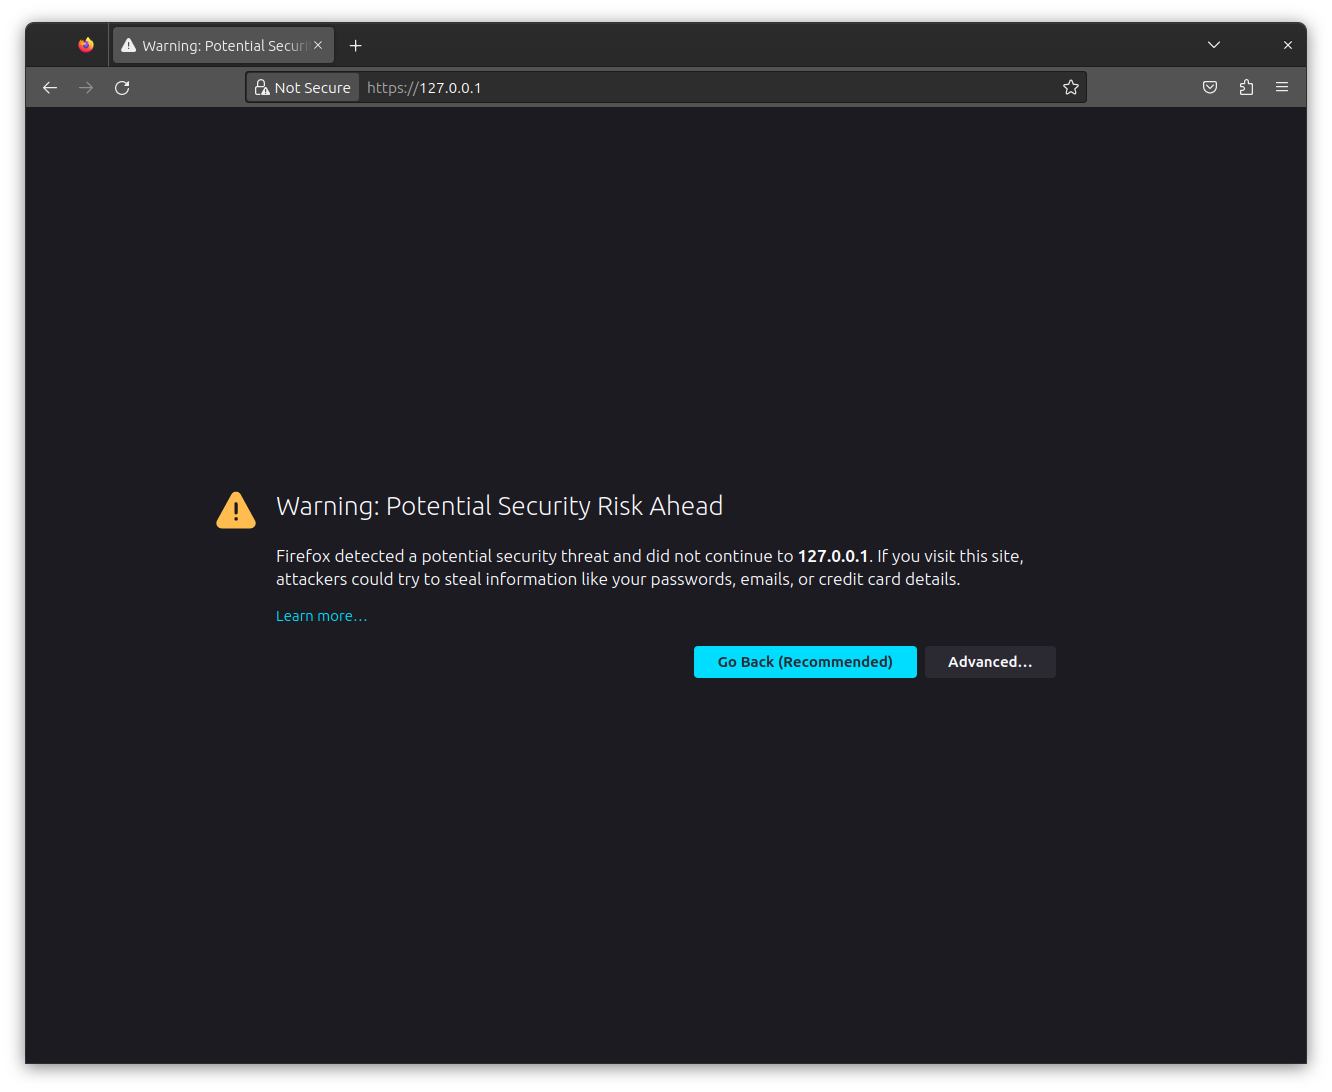 Warning: Potential Securi
Not Secure https://127.0.0.1
Warning: Potential Security Risk Ahead
Firefox detected a potential security threat and did not continue to 127.0.0.1. If you visit this site,
attackers could try to steal information like your passwords, emails, or credit card details.
Learn more…
Go Back (Recommended) Advanced…